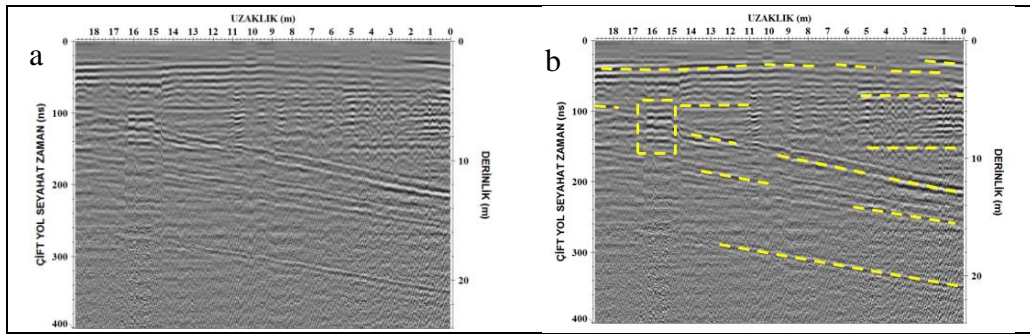 UZAKLIK (m)
18 17 16 15 14 13 12 11 10 9 8 7 6 5 4 3 2 1 0
a
0
100
200
300
400
ÇİFT YOL SEYAHAT ZAMAN (ns)
0
10
20
DERİNLİK (m)
UZAKLIK (m)
18 17 16 15 14 13 12 11 10 9 8 7 6 5 4 3 2 1 0
b
0
100
200
300
400
ÇİFT YOL SEYAHAT ZAMAN (ns)
0
10
20
DERİNLİK (m)